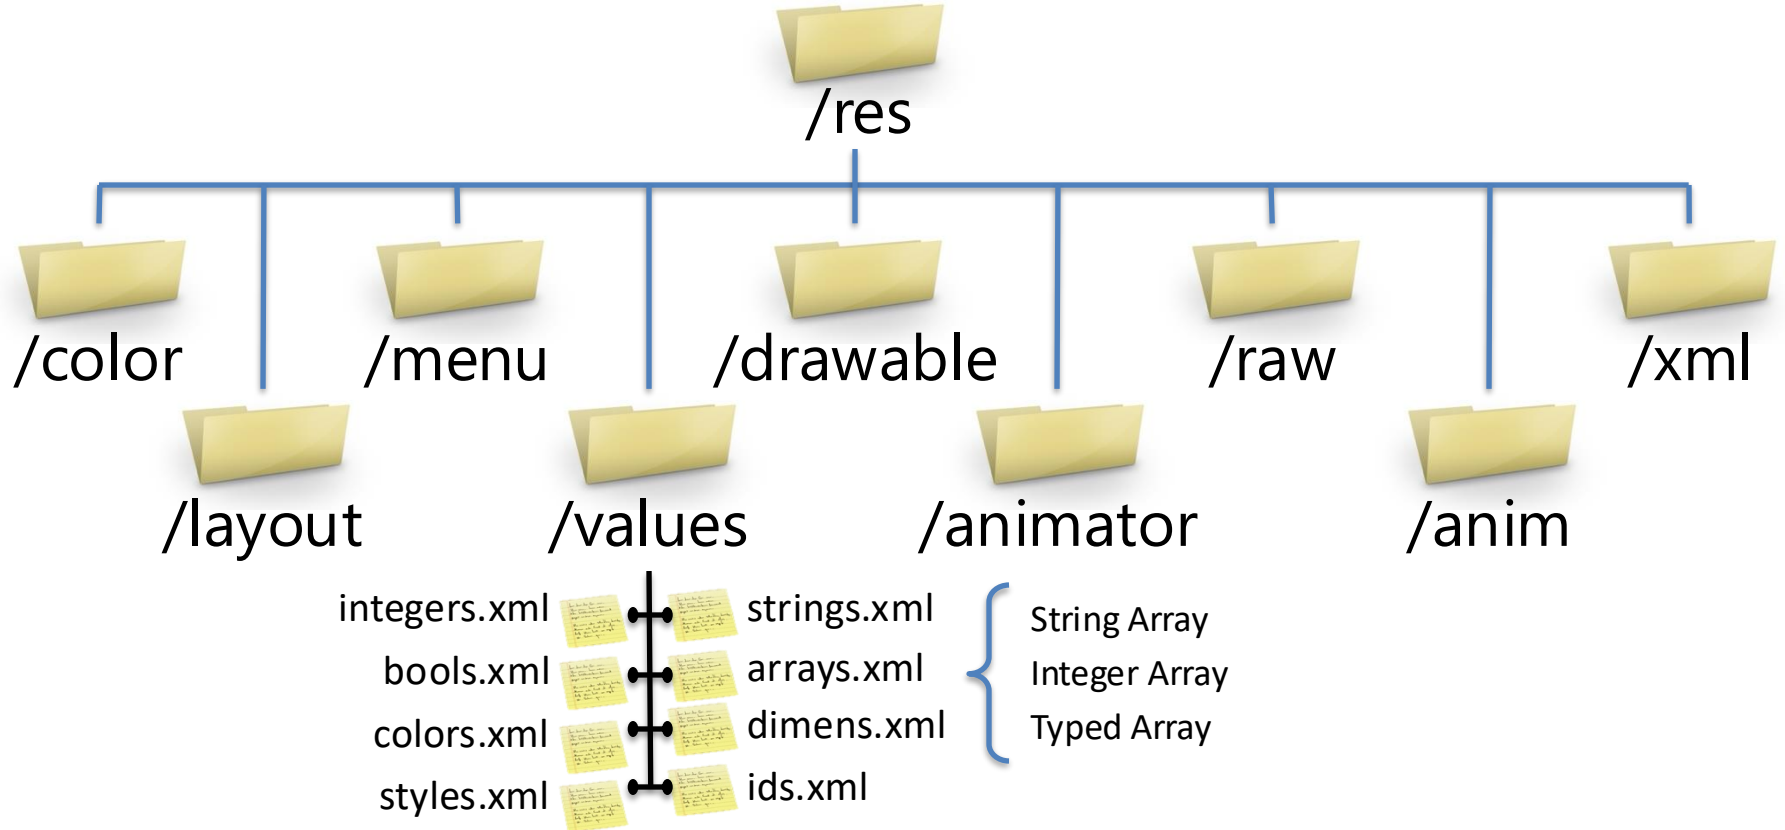 /res
/color
/menu
/drawable
/raw
/xml
/layout
/values
/animator
/anim
integers.xml
strings.xml
bools.xml
arrays.xml
colors.xml
dimens.xml
styles.xml
ids.xml
String Array
Integer Array
Typed Array